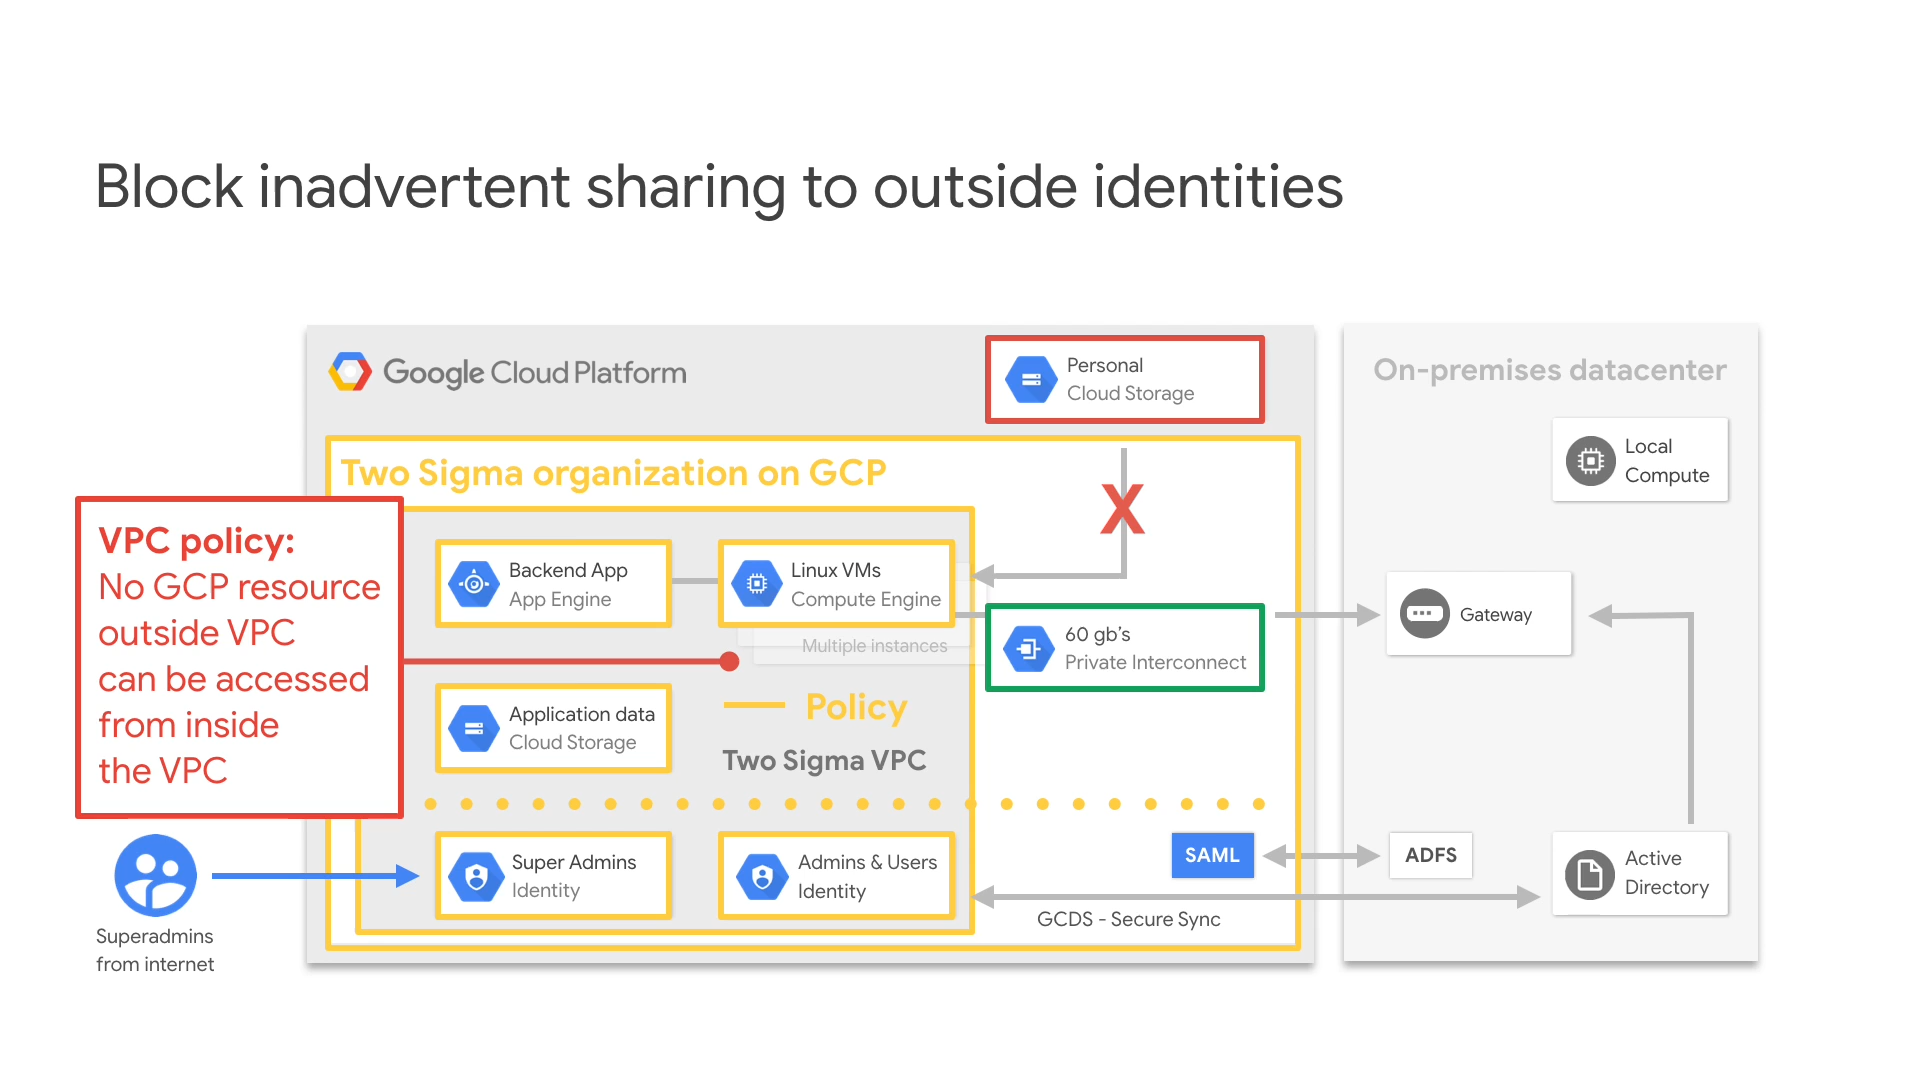 Block inadvertent sharing to outside identities
Google Cloud Platform
Personal
Cloud Storage
On-premises datacenter
Local
Compute
Two Sigma organization on GCP
VPC policy:
No GCP resource
outside VPC
can be accessed
from inside
the VPC
X
Backend App
App Engine
Linux VMs
Compute Engine
Multiple instances
60 gb’s
Private Interconnect
Gateway
Application data
Cloud Storage
Policy
Two Sigma VPC
Super Admins
Identity
Admins & Users
Identity
SAML
ADFS
Active
Directory
GCDS - Secure Sync
Superadmins
from internet